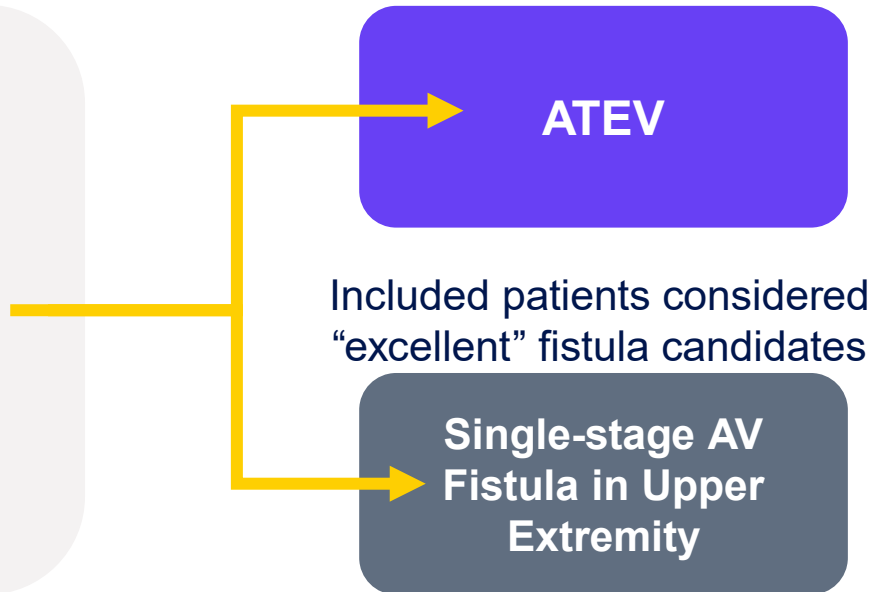 ATEV
Included patients considered
“excellent” fistula candidates
Single-stage AV
Fistula in Upper
Extremity